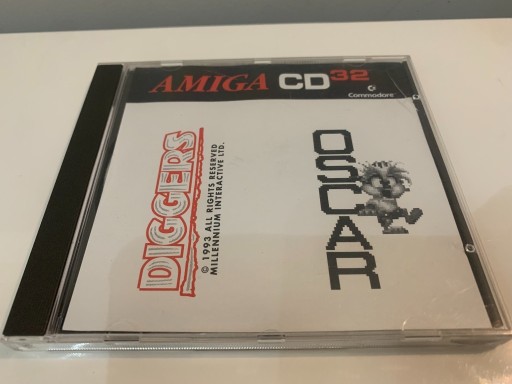 AMIGA CD32
Commodore
DIGGERS
© 1993 ALL RIGHTS RESERVED
MILLENNIUM INTERACTIVE LTD.
OSCAR